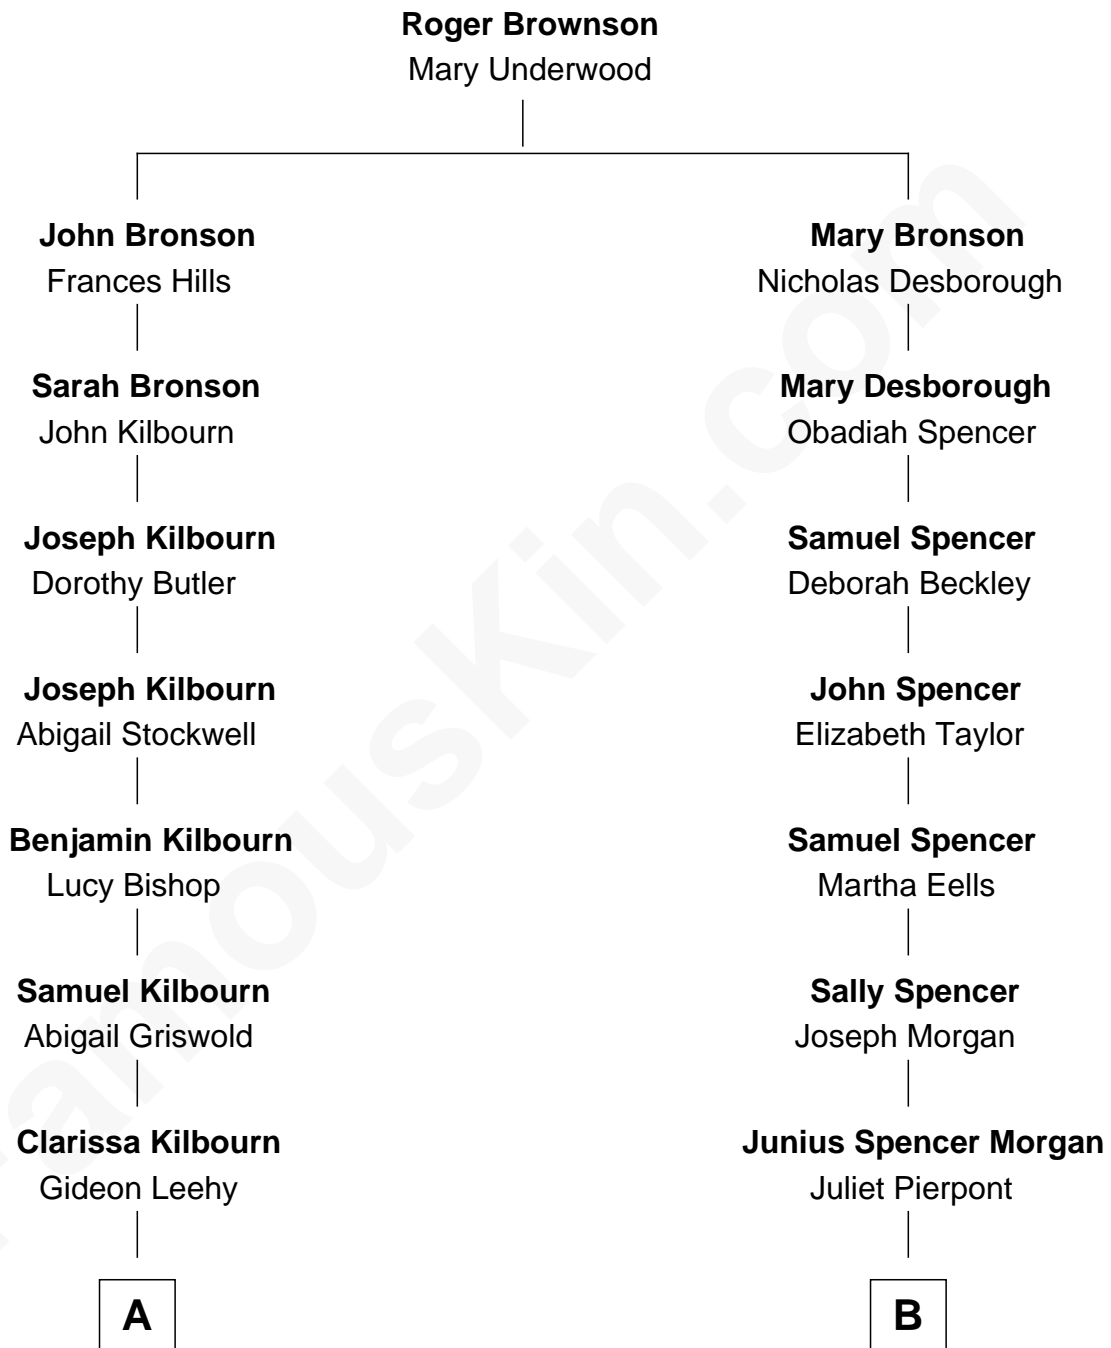 Roger Brownson
Mary Underwood
John Bronson
Frances Hills
Mary Bronson
Nicholas Desborough
Sarah Bronson
John Kilbourn
Mary Desborough
Obadiah Spencer
Joseph Kilbourn
Dorothy Butler
Samuel Spencer
Deborah Beckley
Joseph Kilbourn
Abigail Stockwell
John Spencer
Elizabeth Taylor
Benjamin Kilbourn
Lucy Bishop
Samuel Spencer
Martha Eells
Samuel Kilbourn
Abigail Griswold
Sally Spencer
Joseph Morgan
Clarissa Kilbourn
Gideon Leehy
Junius Spencer Morgan
Juliet Pierpont
A
B
FamousKin.com